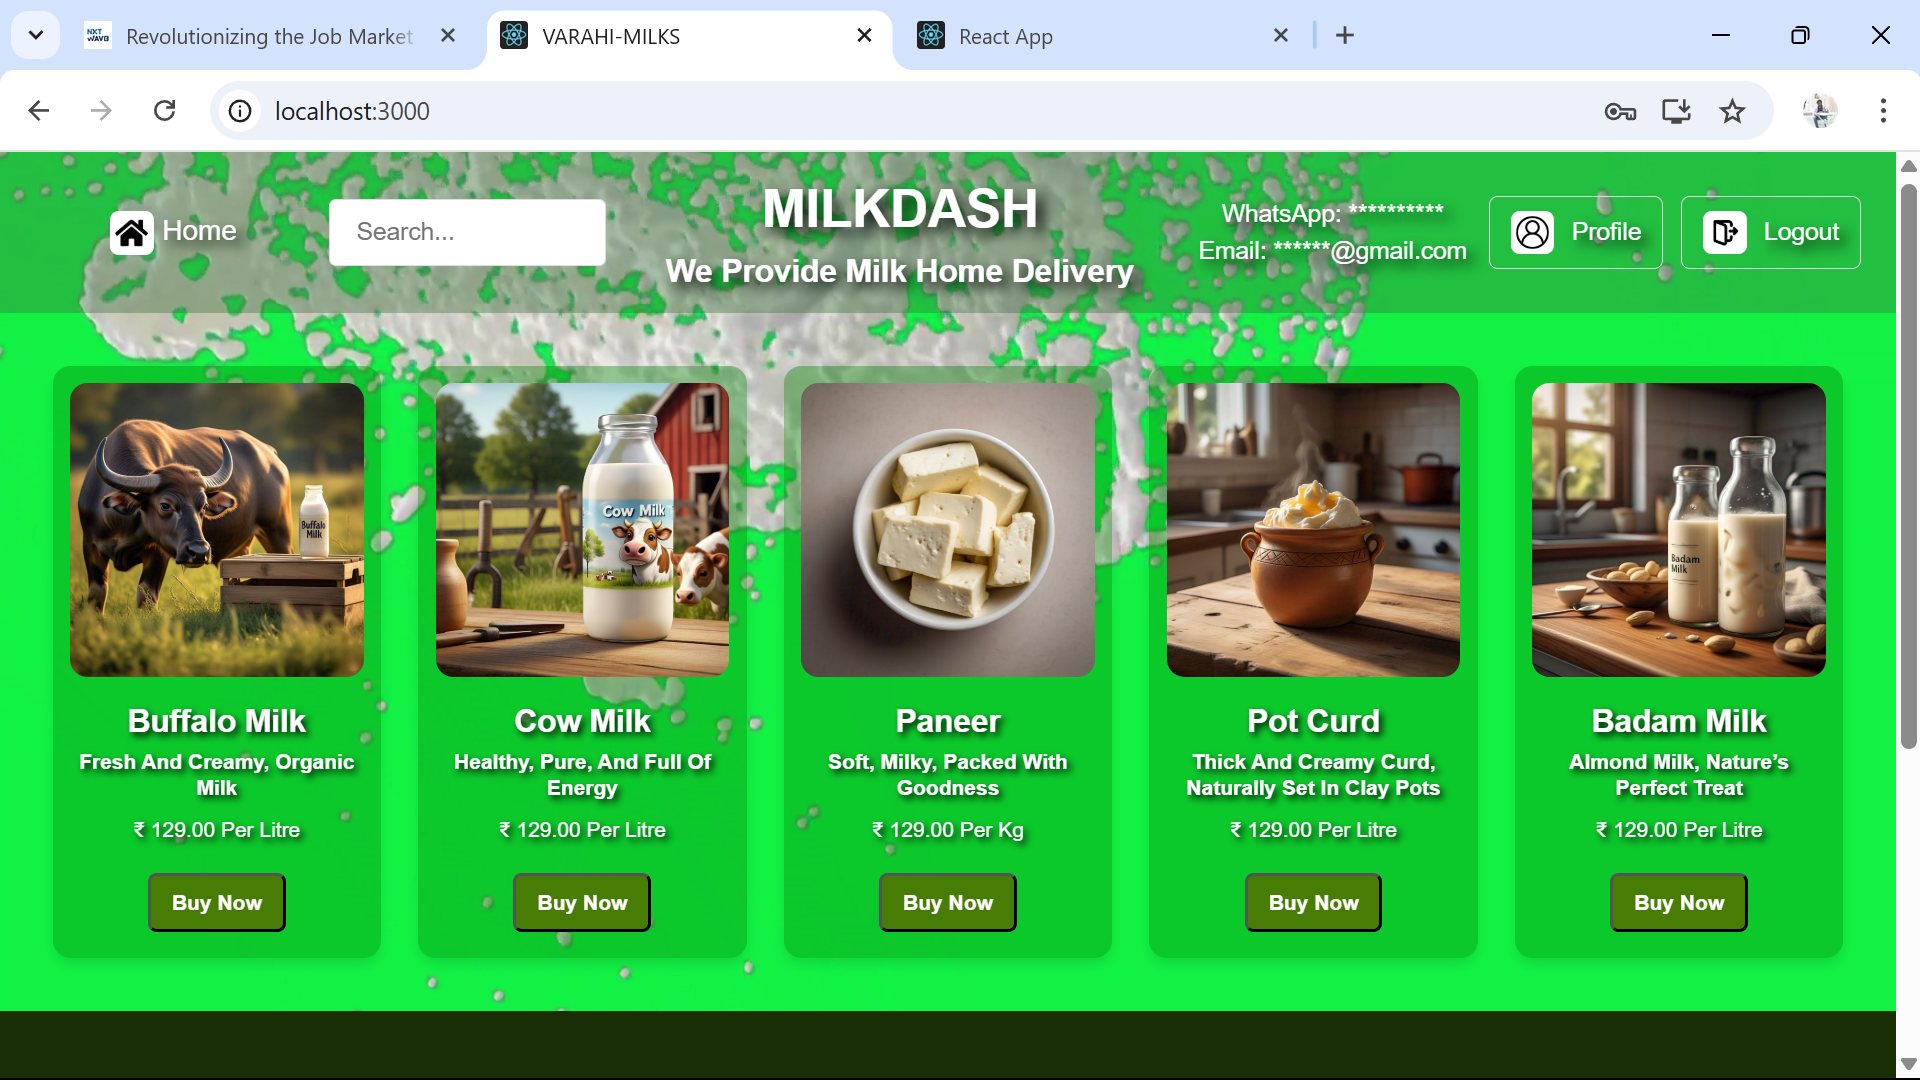 NXT
WAVE
Revolutionizing the Job Market
VARAHI-MILKS
React App
localhost:3000
Home
Search...
MILKDASH
We Provide Milk Home Delivery
WhatsApp: **********
Email: ******@gmail.com
Profile
Logout
Buffalo
Milk
Cow Milk
Badam
Milk
Buffalo Milk
Fresh And Creamy, Organic
Milk
₹ 129.00 Per Litre
Buy Now
Cow Milk
Healthy, Pure, And Full Of
Energy
₹ 129.00 Per Litre
Buy Now
Paneer
Soft, Milky, Packed With
Goodness
₹ 129.00 Per Kg
Buy Now
Pot Curd
Thick And Creamy Curd,
Naturally Set In Clay Pots
₹ 129.00 Per Litre
Buy Now
Badam Milk
Almond Milk, Nature’s
Perfect Treat
₹ 129.00 Per Litre
Buy Now